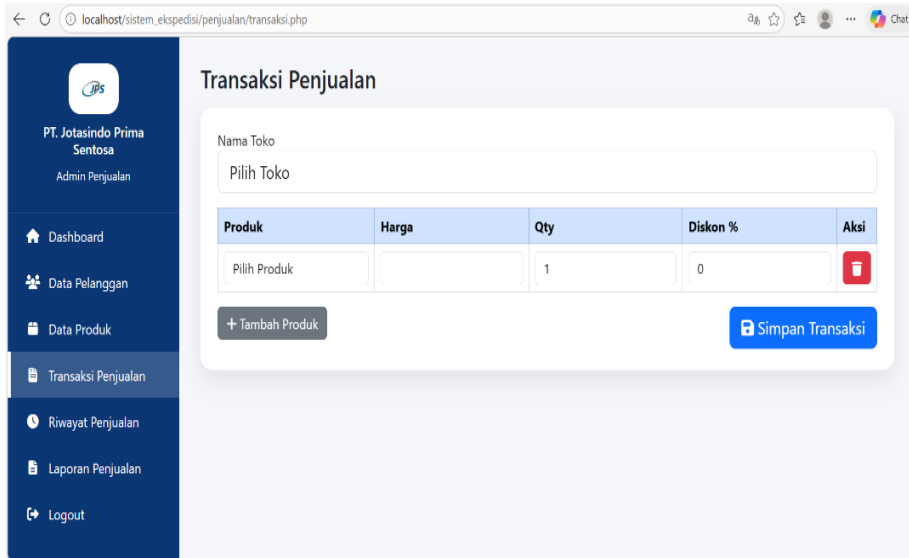 localhost/sistem_ekspedisi/penjualan/transaksi.php
Chat
JPS
PT. Jotasindo Prima
Sentosa
Admin Penjualan
Dashboard
Data Pelanggan
Data Produk
Transaksi Penjualan
Riwayat Penjualan
Laporan Penjualan
Logout
Transaksi Penjualan
Nama Toko
Pilih Toko
Produk Harga Qty Diskon % Aksi
Pilih Produk 1 0
+ Tambah Produk
Simpan Transaksi